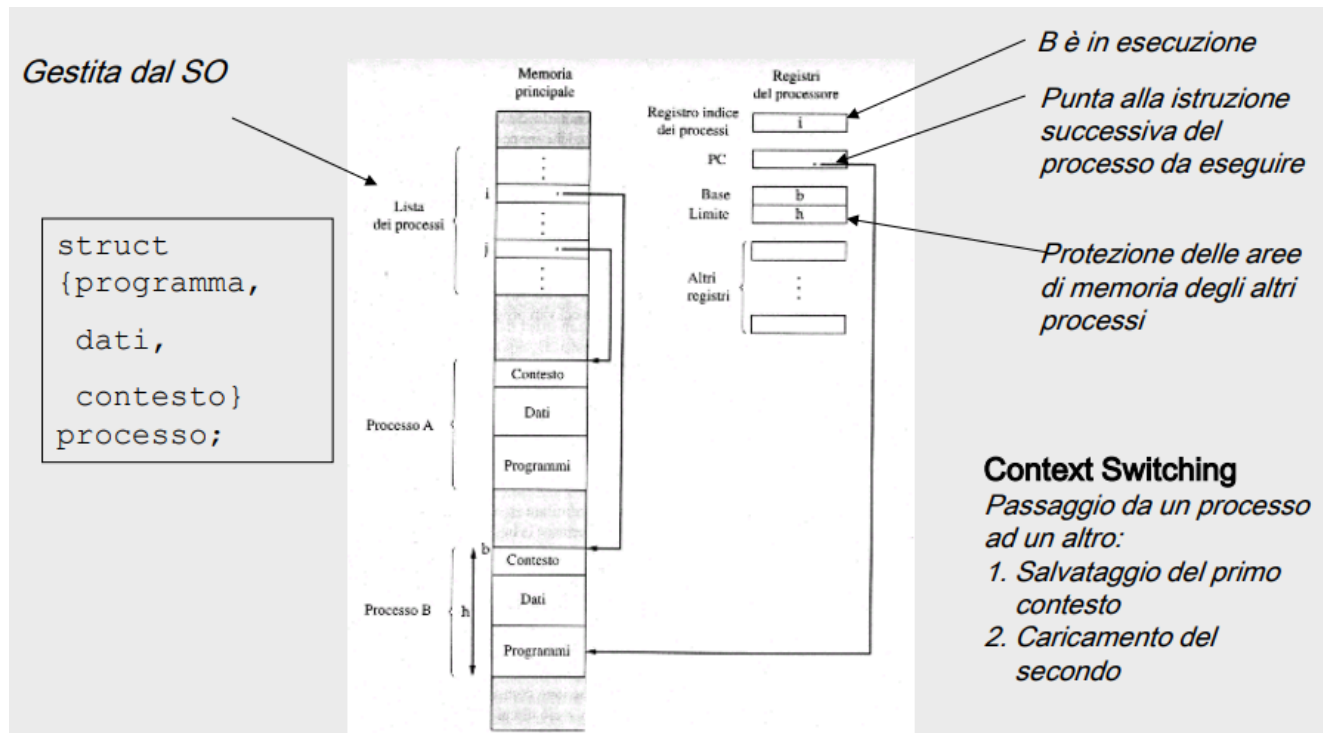 Gestita dal SO
struct
{programma,
dati,
contesto}
processo;
Memoria
principale
Lista
dei processi
i
j
Contesto
Dati
Programmi
Processo A
b
Contesto
Dati
Programmi
Processo B
h
Registri
del processore
Registro indice
dei processi
i
PC
Base
b
Limite
h
Altri
registri
B è in esecuzione
Punta alla istruzione
successiva del
processo da eseguire
Protezione delle aree
di memoria degli altri
processi
Context Switching
Passaggio da un processo
ad un altro:
1. Salvataggio del primo
contesto
2. Caricamento del
secondo